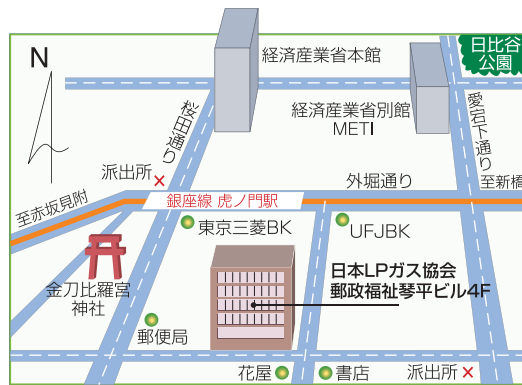 日比谷
公園
N
経済産業省本館
経済産業省別館
METI
桜田通り
愛宕下通り
派出所
外堀通り
至新橋
至赤坂見附
銀座線 虎ノ門駅
東京三菱BK
UFJBK
金刀比羅宮
神社
日本LPガス協会
郵政福祉琴平ビル4F
郵便局
花屋
書店
派出所